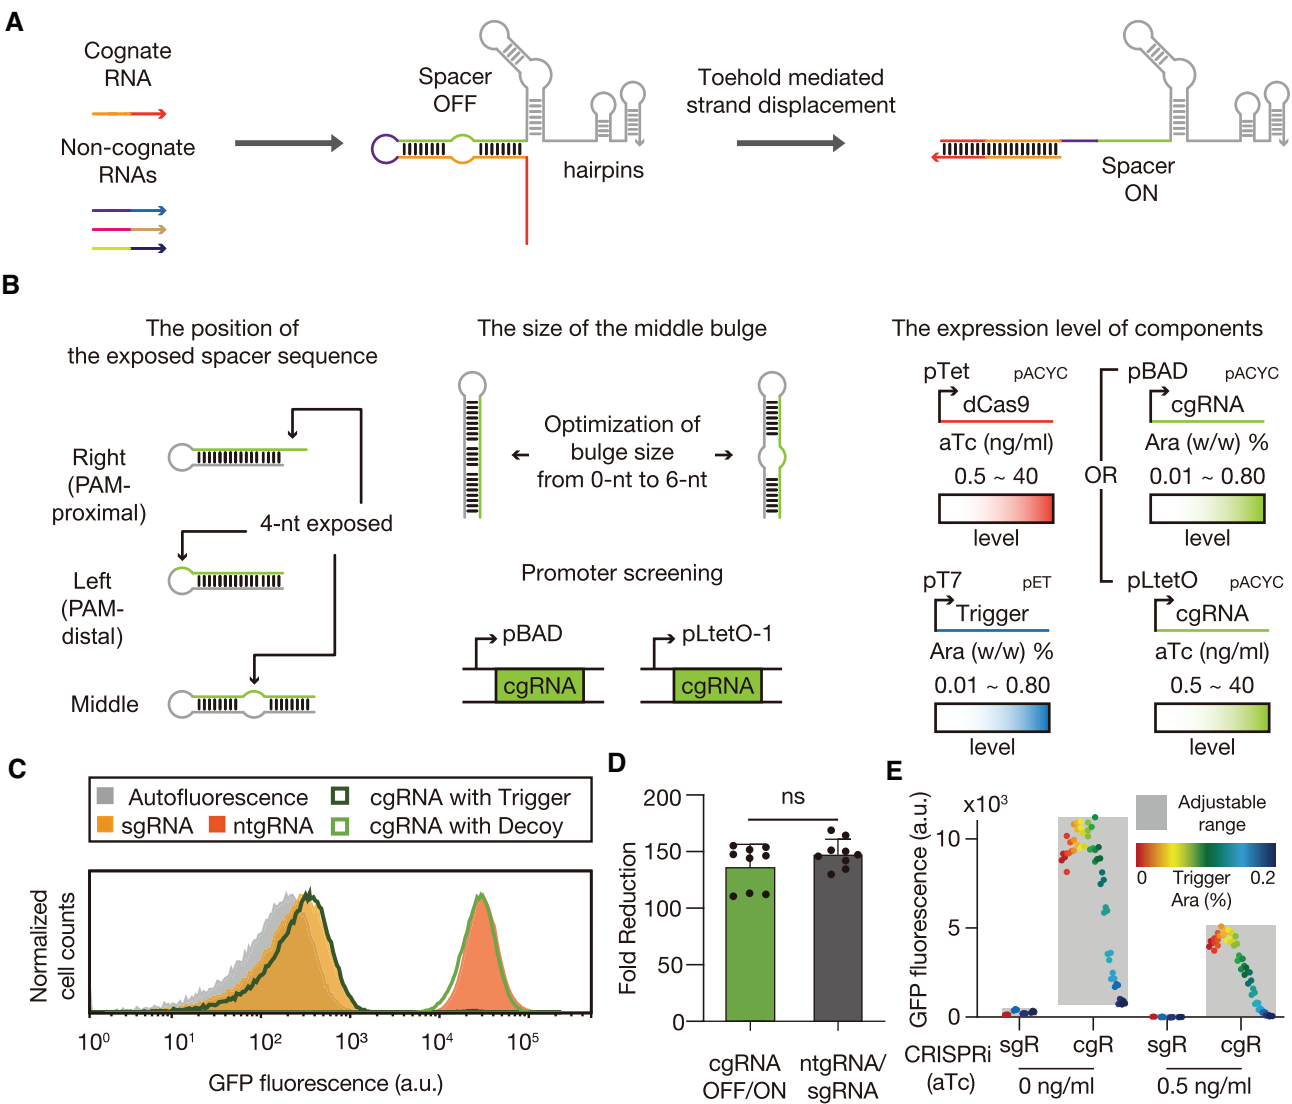 A
Cognate
RNA
Non-cognate
RNAs
Spacer
OFF
hairpins
Toehold mediated
strand displacement
Spacer
ON
B
The position of
the exposed spacer sequence
Right
(PAM-
proximal)
4-nt exposed
Left
(PAM-
distal)
Middle
The size of the middle bulge
Optimization of
bulge size
from 0-nt to 6-nt
Promoter screening
pBAD
cgRNA
pLtetO-1
cgRNA
The expression level of components
pTet pACYC
dCas9
aTc (ng/ml)
0.5 ~ 40
level
OR
pBAD pACYC
cgRNA
Ara (w/w) %
0.01 ~ 0.80
level
pT7 pET
Trigger
Ara (w/w) %
0.01 ~ 0.80
level
pLtetO pACYC
cgRNA
aTc (ng/ml)
0.5 ~ 40
level
C
Autofluorescence
cgRNA with Trigger
sgRNA
ntgRNA
cgRNA with Decoy
Normalized
cell counts
10⁰ 10¹ 10² 10³ 10⁴ 10⁵
GFP fluorescence (a.u.)
D
Fold Reduction
200
150
100
50
0
ns
cgRNA
OFF/ON
ntgRNA/
sgRNA
E
GFP fluorescence (a.u.)
x10³
10
5
0
Adjustable
range
0 Trigger 0.2
Ara (%)
sgR cgR sgR cgR
CRISPRi
(aTc)
0 ng/ml 0.5 ng/ml